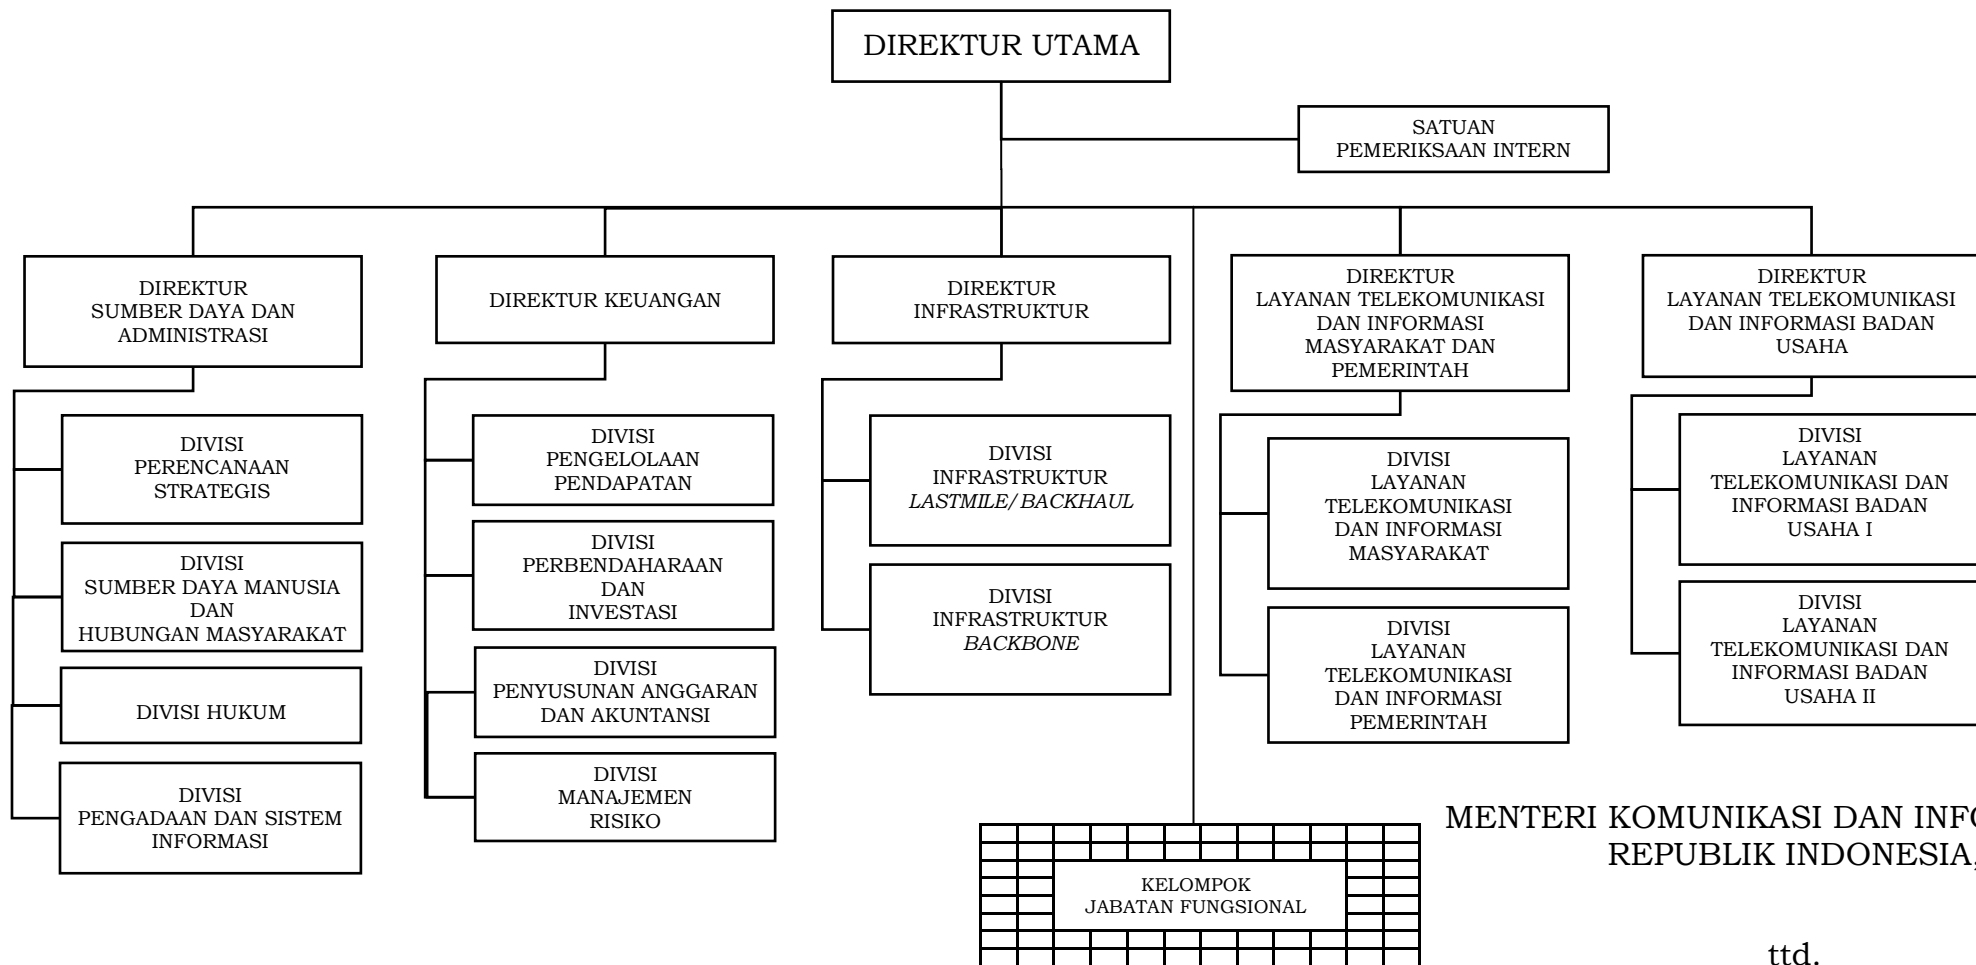 DIREKTUR UTAMA
SATUAN
PEMERIKSAAN INTERN
DIREKTUR
SUMBER DAYA DAN
ADMINISTRASI
DIREKTUR KEUANGAN
DIREKTUR
INFRASTRUKTUR
DIREKTUR
LAYANAN TELEKOMUNIKASI
DAN INFORMASI
MASYARAKAT DAN
PEMERINTAH
DIREKTUR
LAYANAN TELEKOMUNIKASI
DAN INFORMASI BADAN
USAHA
DIVISI
PERENCANAAN
STRATEGIS
DIVISI
SUMBER DAYA MANUSIA
DAN
HUBUNGAN MASYARAKAT
DIVISI HUKUM
DIVISI
PENGADAAN DAN SISTEM
INFORMASI
DIVISI
PENGELOLAAN
PENDAPATAN
DIVISI
PERBENDAHARAAN
DAN
INVESTASI
DIVISI
PENYUSUNAN ANGGARAN
DAN AKUNTANSI
DIVISI
MANAJEMEN
RISIKO
DIVISI
INFRASTRUKTUR
LASTMILE/BACKHAUL
DIVISI
INFRASTRUKTUR
BACKBONE
DIVISI
LAYANAN
TELEKOMUNIKASI
DAN INFORMASI
MASYARAKAT
DIVISI
LAYANAN
TELEKOMUNIKASI
DAN INFORMASI
PEMERINTAH
DIVISI
LAYANAN
TELEKOMUNIKASI DAN
INFORMASI BADAN
USAHA I
DIVISI
LAYANAN
TELEKOMUNIKASI DAN
INFORMASI BADAN
USAHA II
KELOMPOK
JABATAN FUNGSIONAL
MENTERI KOMUNIKASI DAN
REPUBLIK INDONESIA,
ttd.